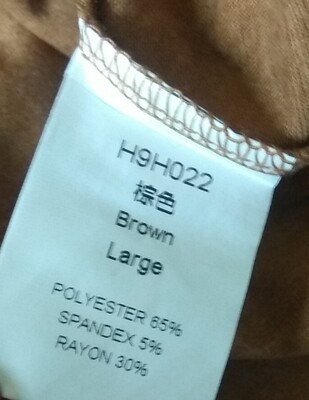 H9H022
棕色
Brown
Large
POLYESTER 65%
SPANDEX 5%
RAYON 30%